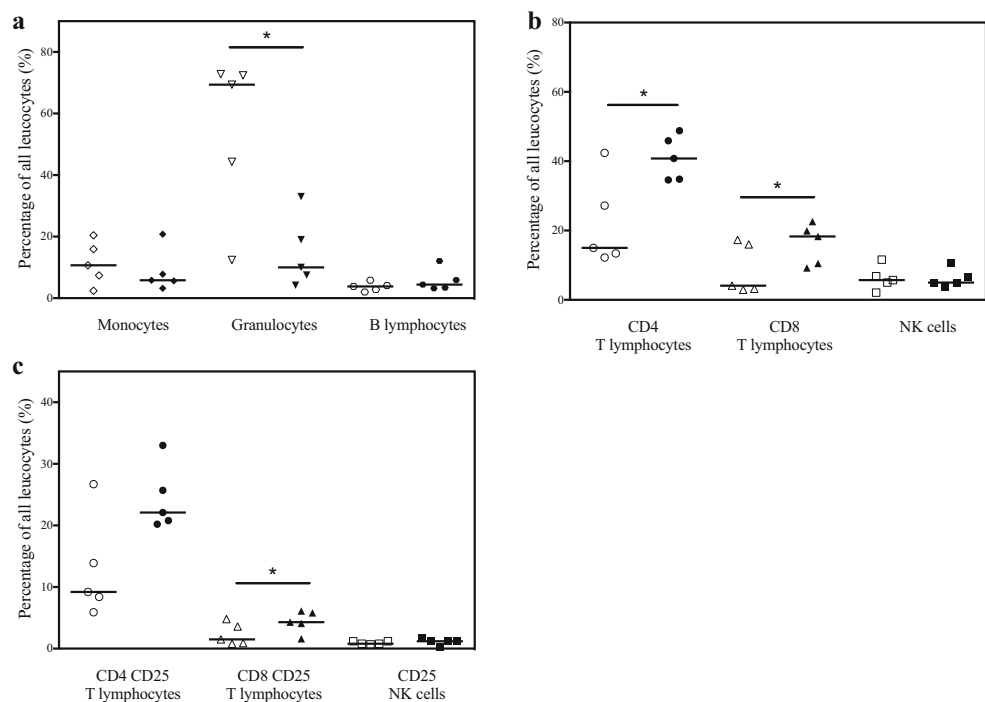 a
Percentage of all leucocytes (%)
80
60
40
20
0
*
Monocytes
Granulocytes
B lymphocytes
b
Percentage of all leucocytes (%)
80
60
40
20
0
*
*
CD4
T lymphocytes
CD8
T lymphocytes
NK cells
c
Percentage of all leucocytes (%)
40
30
20
10
0
*
CD4 CD25
T lymphocytes
CD8 CD25
T lymphocytes
CD25
NK cells